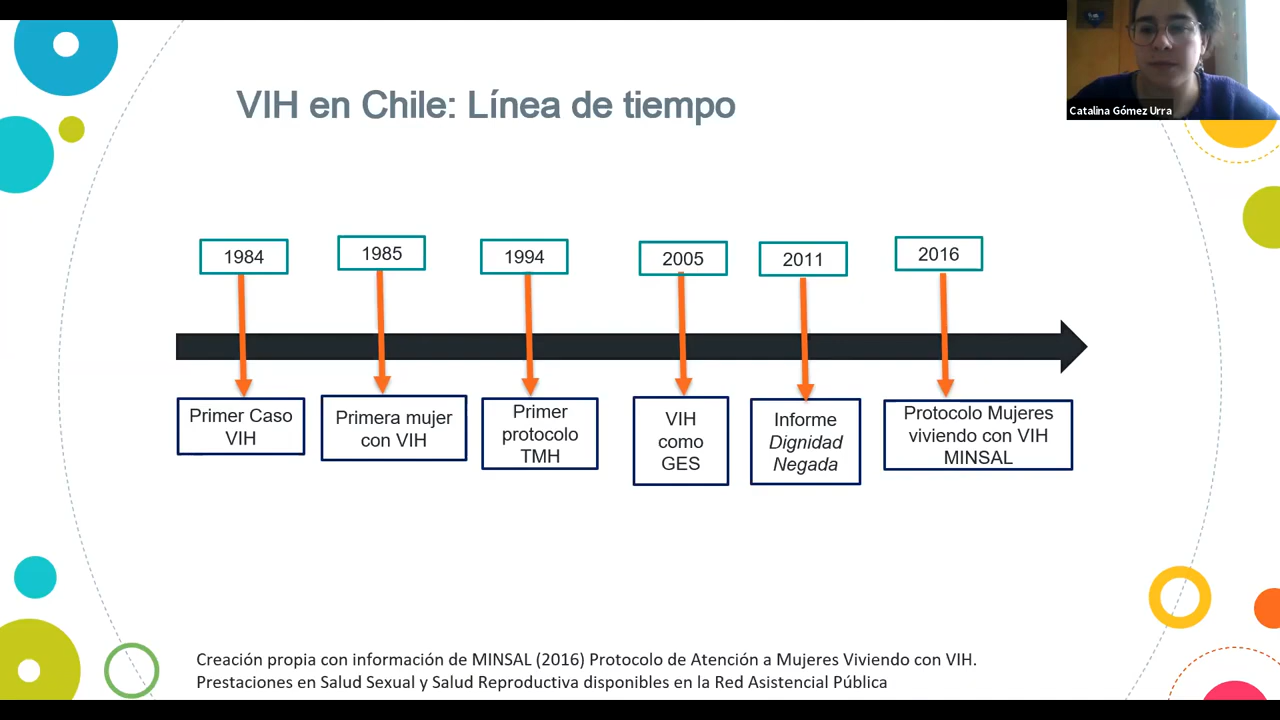 VIH en Chile: Línea de tiempo
Catalina Gómez Urra
1984
1985
1994
2005
2011
2016
Primer Caso
VIH
Primera mujer
con VIH
Primer
protocolo
TMH
VIH
como
GES
Informe
Dignidad
Negada
Protocolo Mujeres
viviendo con VIH
MINSAL
Creación propia con información de MINSAL (2016) Protocolo de Atención a Mujeres Viviendo con VIH.
Prestaciones en Salud Sexual y Salud Reproductiva disponibles en la Red Asistencial Pública